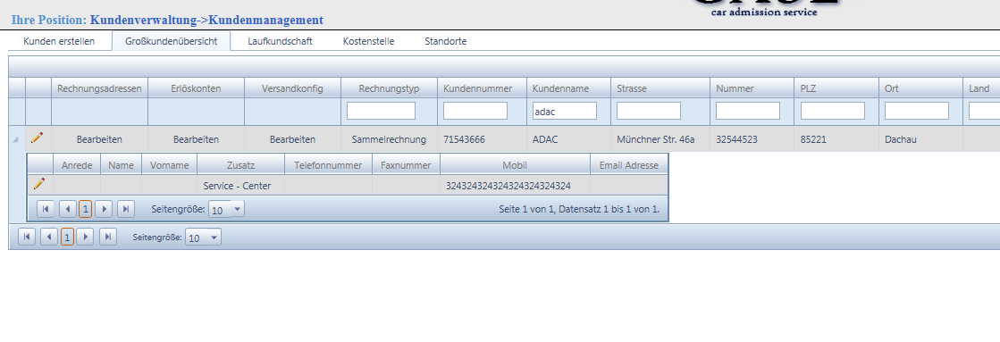 car admission service
Ihre Position: Kundenverwaltung->Kundenmanagement
Kunden erstellen Großkundenübersicht Laufkundschaft Kostenstelle Standorte
Rechnungsadressen Erlöskonten Versandkonfig Rechnungstyp Kundennummer Kundenname Strasse Nummer PLZ Ort Land
adac
Bearbeiten Bearbeiten Bearbeiten Sammelrechnung 71543666 ADAC Münchner Str. 46a 32544523 85221 Dachau
Anrede Name Vorname Zusatz Telefonnummer Faxnummer Mobil Email Adresse
Service - Center 324324324324324324324324
1 Seitengröße: 10 Seite 1 von 1, Datensatz 1 bis 1 von 1.
1 Seitengröße: 10